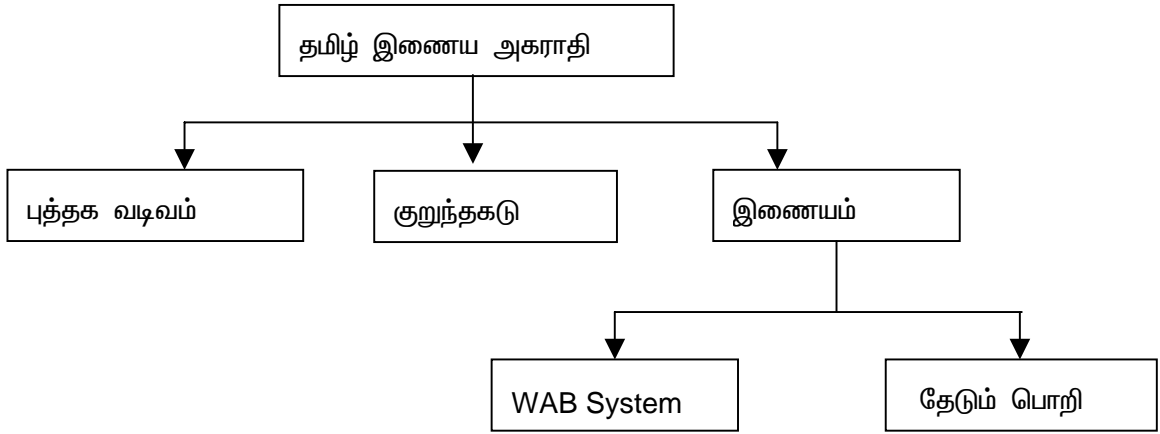 தமிழ் இணைய அகராதி
புத்தக வடிவம்
குறுந்தகடு
இணையம்
WAB System
தேடும் பொறி